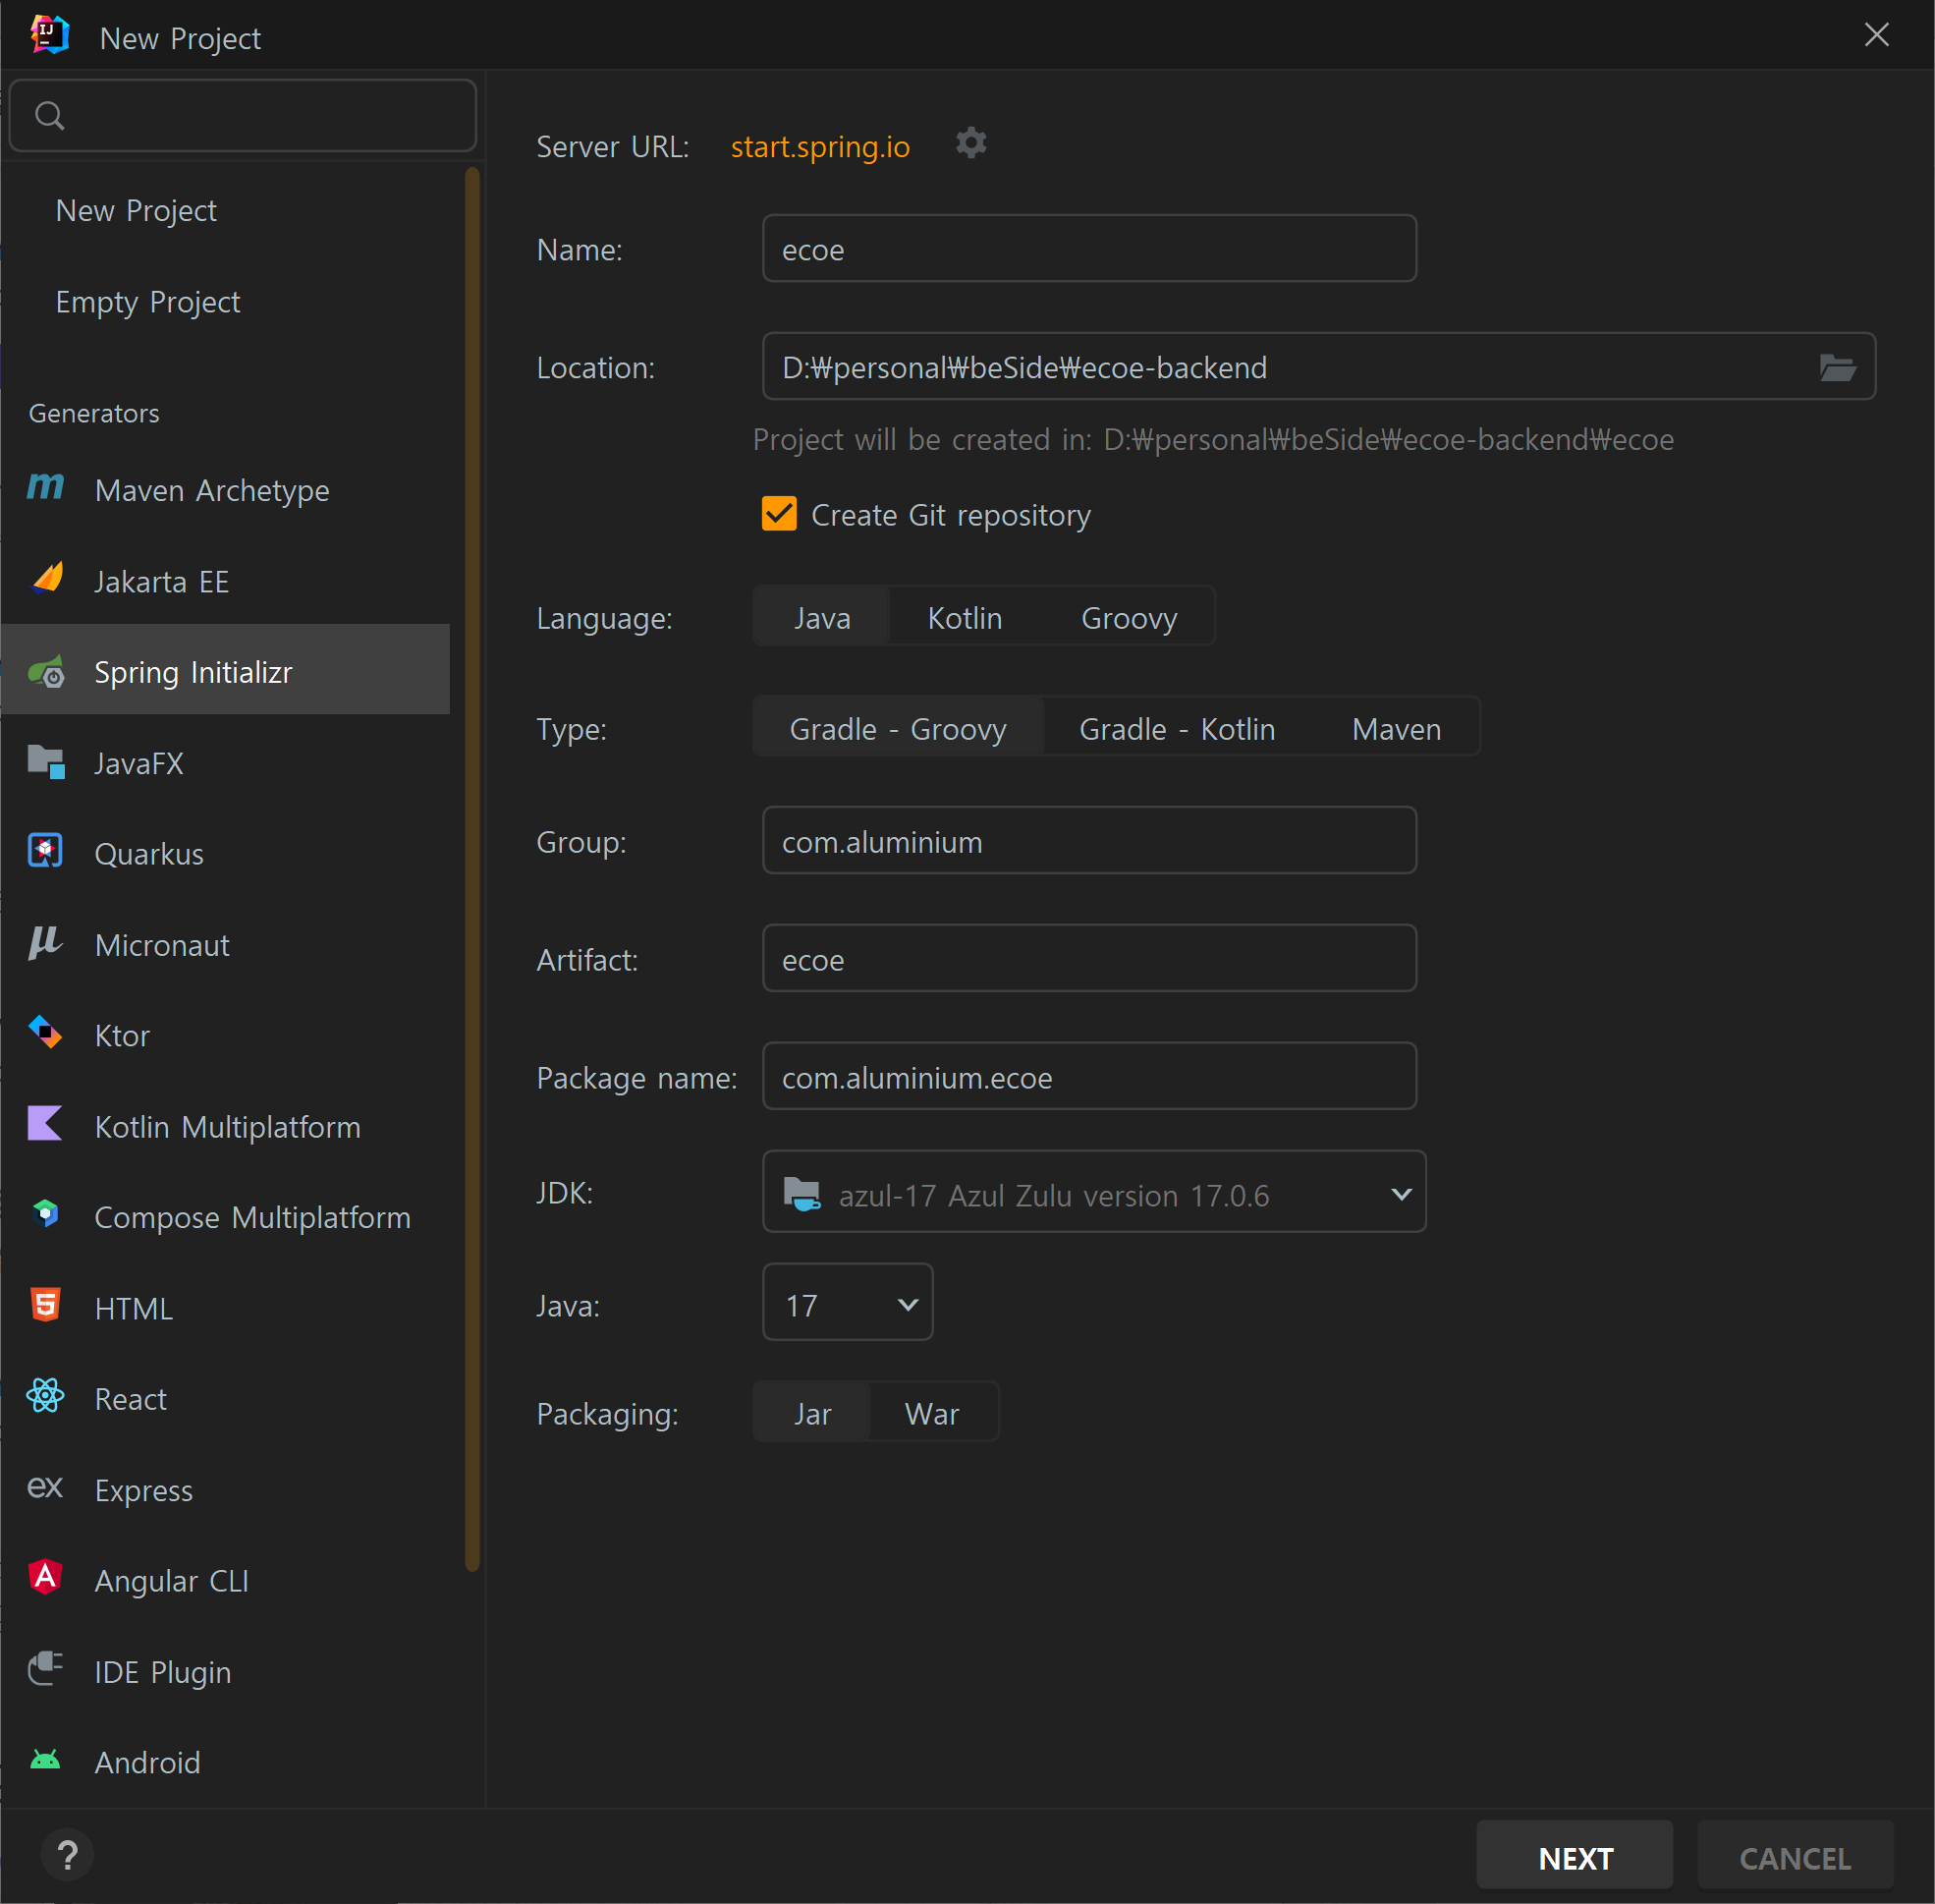 New Project
New Project
Empty Project
Generators
Maven Archetype
Jakarta EE
Spring Initializr
JavaFX
Quarkus
Micronaut
Ktor
Kotlin Multiplatform
Compose Multiplatform
HTML
React
ex Express
Angular CLI
IDE Plugin
Android
Server URL: start.spring.io
Name: ecoe
Location: D:₩personal₩beSide₩ecoe-backend
Project will be created in: D:₩personal₩beSide₩ecoe-backend₩ecoe
Create Git repository
Language: Java Kotlin Groovy
Type: Gradle - Groovy Gradle - Kotlin Maven
Group: com.aluminium
Artifact: ecoe
Package name: com.aluminium.ecoe
JDK: azul-17 Azul Zulu version 17.0.6
Java: 17
Packaging: Jar War
? NEXT CANCEL